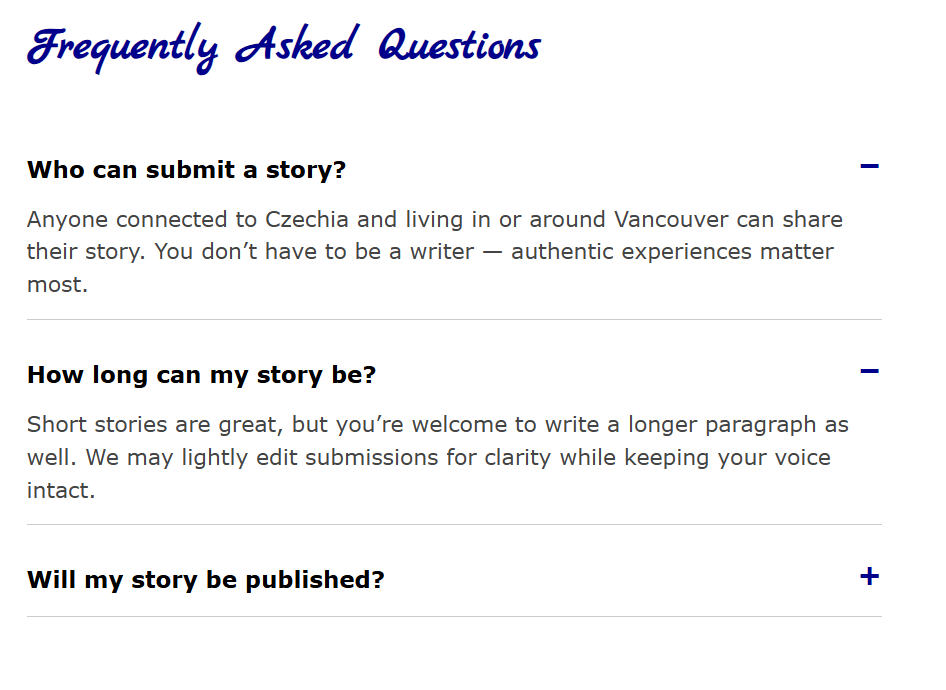 Frequently Asked Questions
Who can submit a story?
−
Anyone connected to Czechia and living in or around Vancouver can share
their story. You don’t have to be a writer — authentic experiences matter
most.
How long can my story be?
−
Short stories are great, but you’re welcome to write a longer paragraph as
well. We may lightly edit submissions for clarity while keeping your voice
intact.
Will my story be published?
+